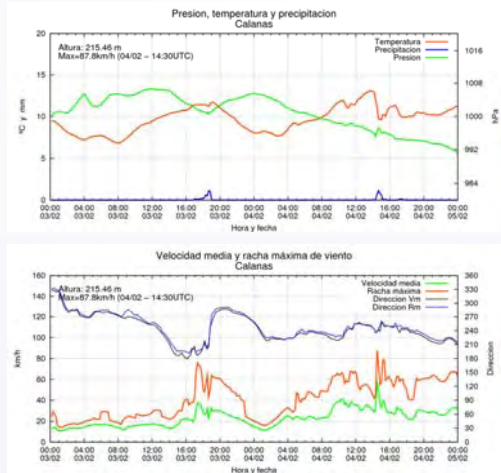 Presion, temperatura y precipitacion
Calanas
Altura: 215.46 m
Max=87.8km/h (04/02 – 14:30UTC)
Temperatura
Precipitacion
Presion
ºC y mm
20
15
10
5
0
hPa
1016
1008
1000
992
984
00:00 04:00 08:00 12:00 16:00 20:00 00:00 04:00 08:00 12:00 16:00 20:00 00:00
03/02 03/02 03/02 03/02 03/02 03/02 04/02 04/02 04/02 04/02 04/02 04/02 05/02
Hora y fecha
Velocidad media y racha máxima de viento
Calanas
Altura: 215.46 m
Max=87.8km/h (04/02 – 14:30UTC)
Velocidad media
Racha máxima
Direccion Vm
Direccion Rm
km/h
160
140
120
100
80
60
40
20
0
Direccion
360
330
300
270
240
210
180
150
120
90
60
30
0
00:00 04:00 08:00 12:00 16:00 20:00 00:00 04:00 08:00 12:00 16:00 20:00 00:00
03/02 03/02 03/02 03/02 03/02 03/02 04/02 04/02 04/02 04/02 04/02 04/02 05/02
Hora y fecha